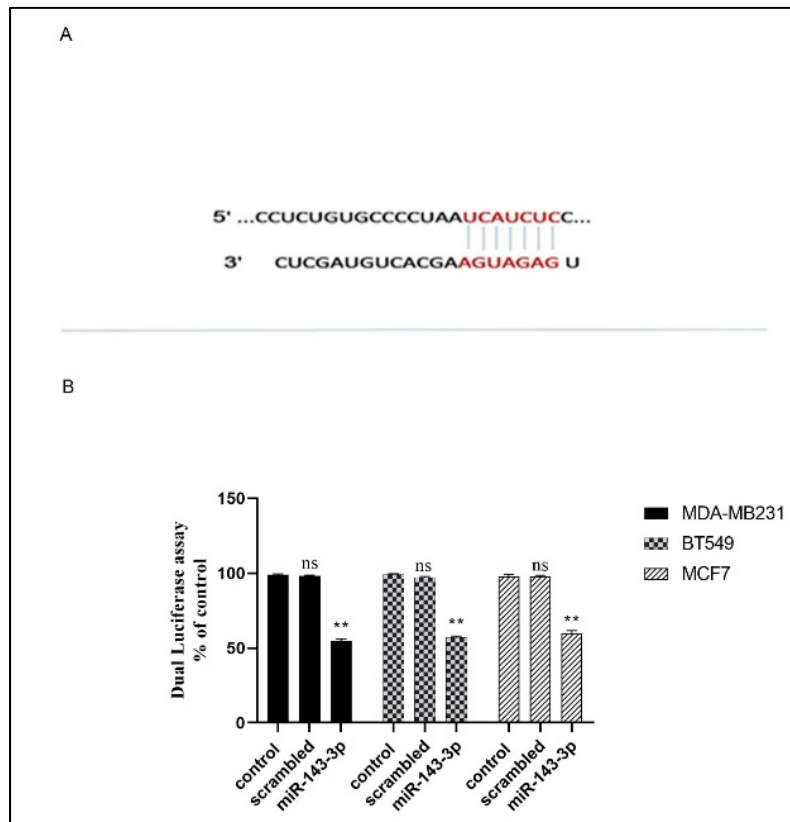 A
5' ...CCUCUGUGCCCCUAAUCAUCUCC...
3' CUCGAUGUCACGAAGUAGAG U
B
150
100
50
0
Dual Luciferase assay
% of control
ns
**
ns
**
ns
**
control
scrambled
miR-143-3p
control
scrambled
miR-143-3p
control
scrambled
miR-143-3p
MDA-MB231
BT549
MCF7